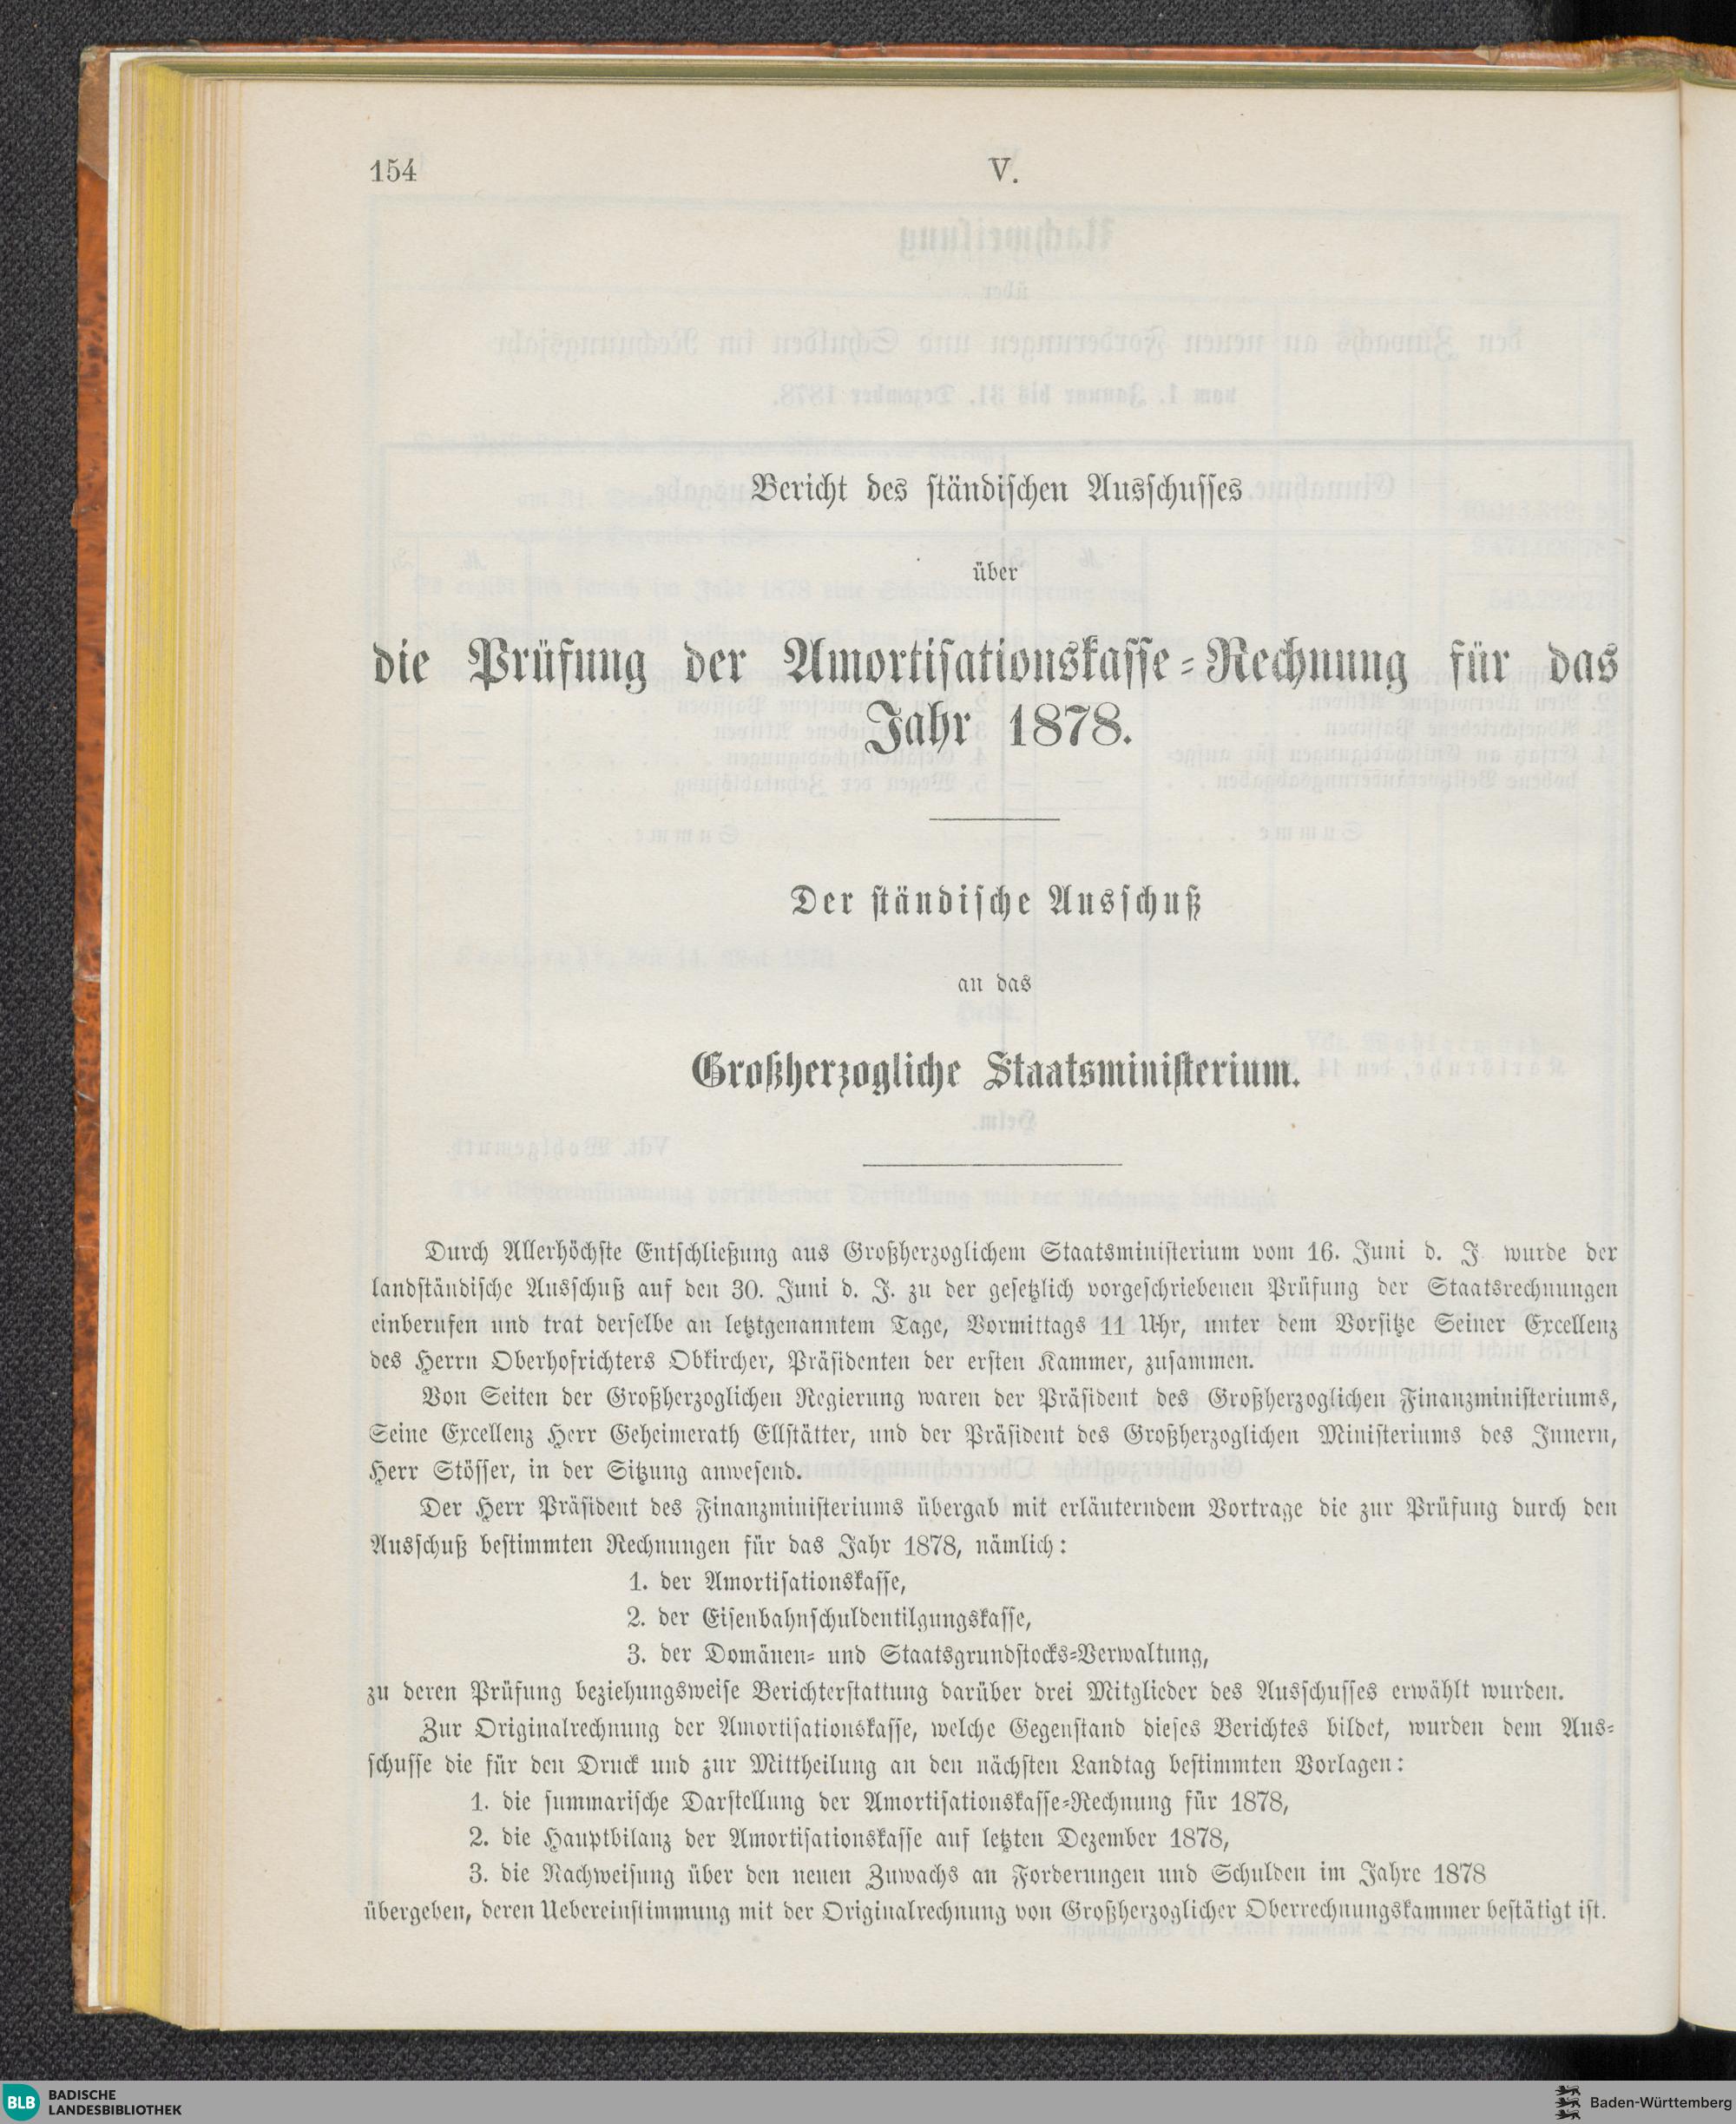 154
V.
Bericht des ständischen Ausschusses
über
die Prüfung der Amortisationskasse-Rechnung für das
Jahr 1878.
Der ständische Ausschuß
an das
Großherzogliche Staatsministerium.
Durch Allerhöchste Entschließung aus Großherzoglichem Staatsministerium vom 16. Juni d. J wurde der
landständische Ausschuß auf den 30. Juni d. J. zu der gesetzlich vorgeschriebenen Prüfung der Staatsrechnungen
einberufen und trat derselbe an letztgenanntem Tage, Vormittags 11 Uhr, unter dem Vorsitze Seiner Excellenz
des Herrn Oberhofrichters Obkircher, Präsidenten der ersten Kammer, zusammen.
Von Seiten der Großherzoglichen Regierung waren der Präsident des Großherzoglichen Finanzministeriums,
Seine Excellenz Herr Geheimerath Ellstätter, und der Präsident des Großherzoglichen Ministeriums des Innern,
Herr Stösser, in der Sitzung anwesend.
Der Herr Präsident des Finanzministeriums übergab mit erläuterndem Vortrage die zur Prüfung durch den
Ausschuß bestimmten Rechnungen für das Jahr 1878, nämlich:
1. der Amortisationskasse,
2. der Eisenbahnschuldentilgungskasse,
3. der Domänen- und Staatsgrundstocks-Verwaltung,
zu deren Prüfung beziehungsweise Berichterstattung darüber drei Mitglieder des Ausschusses erwählt wurden.
Zur Originalrechnung der Amortisationskasse, welche Gegenstand dieses Berichtes bildet, wurden dem Aus-
schusse die für den Druck und zur Mittheilung an den nächsten Landtag bestimmten Vorlagen:
1. die summarische Darstellung der Amortisationskasse-Rechnung für 1878,
2. die Hauptbilanz der Amortisationskasse auf letzten Dezember 1878,
3. die Nachweisung über den neuen Zuwachs an Forderungen und Schulden im Jahre 1878
übergeben, deren Uebereinstimmung mit der Originalrechnung von Großherzoglicher Oberrechnungskammer bestätigt ist.
BLB BADISCHE
LANDESBIBLIOTHEK
Baden-Württemberg